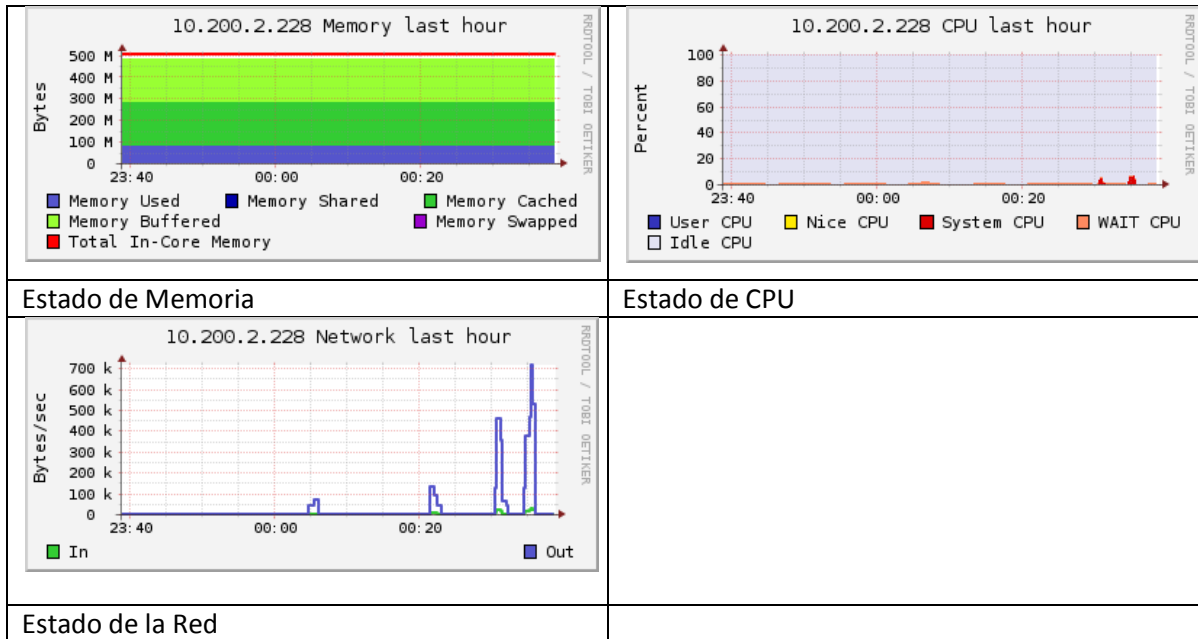 10.200.2.228 Memory last hour
RRDTOOL / TOBI OETIKER
Bytes
500 M
400 M
300 M
200 M
100 M
0
23:40 00:00 00:20
Memory Used Memory Shared Memory Cached
Memory Buffered Memory Swapped
Total In-Core Memory
Estado de Memoria
10.200.2.228 CPU last hour
RRDTOOL / TOBI OETIKER
Percent
100
80
60
40
20
0
23:40 00:00 00:20
User CPU Nice CPU System CPU WAIT CPU
Idle CPU
Estado de CPU
10.200.2.228 Network last hour
RRDTOOL / TOBI OETIKER
Bytes/sec
700 k
600 k
500 k
400 k
300 k
200 k
100 k
0
23:40 00:00 00:20
In Out
Estado de la Red